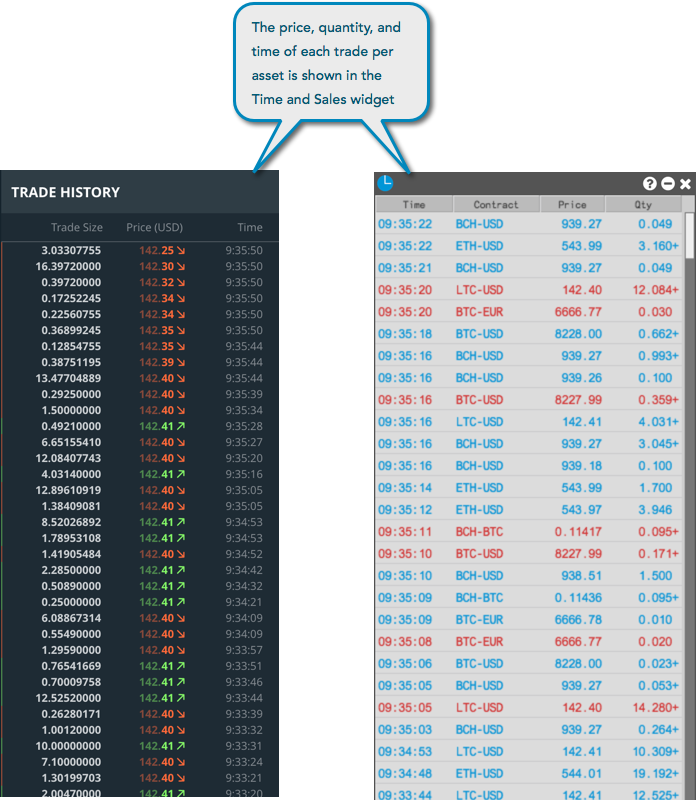 The price, quantity, and
time of each trade per
asset is shown in the
Time and Sales widget
TRADE HISTORY
Trade Size Price (USD) Time
3.03307755 142.25↘ 9:35:50
16.39720000 142.30↘ 9:35:50
0.39720000 142.32↘ 9:35:50
0.17252245 142.34↘ 9:35:50
0.22560755 142.34↘ 9:35:50
0.36899245 142.35↘ 9:35:50
0.12854755 142.35↘ 9:35:44
0.38751195 142.39↘ 9:35:44
13.47704889 142.40↘ 9:35:44
0.29250000 142.40↘ 9:35:39
1.50000000 142.40↘ 9:35:34
0.49210000 142.41↗ 9:35:28
6.65155410 142.40↘ 9:35:27
12.08407743 142.40↘ 9:35:20
4.03140000 142.41↗ 9:35:16
12.89610919 142.40↘ 9:35:05
1.38409081 142.40↘ 9:35:05
8.52026892 142.41↗ 9:34:53
1.78953108 142.41↗ 9:34:53
1.41905484 142.40↘ 9:34:52
2.28500000 142.41↗ 9:34:42
0.50890000 142.41↗ 9:34:32
0.25000000 142.41↗ 9:34:21
6.08867314 142.40↘ 9:34:09
0.55490000 142.40↘ 9:34:09
1.29590000 142.40↘ 9:33:57
0.76541669 142.41↗ 9:33:51
0.70009758 142.41↗ 9:33:46
12.52520000 142.41↗ 9:33:44
0.26280171 142.40↘ 9:33:39
1.00120000 142.40↘ 9:33:32
10.00000000 142.41↗ 9:33:31
7.10000000 142.40↘ 9:33:24
1.30199703 142.40↘ 9:33:21
2.00470000 142.41↗ 9:33:20
Time Contract Price Qty
09:35:22 BCH-USD 939.27 0.049
09:35:22 ETH-USD 543.99 3.160+
09:35:21 BCH-USD 939.27 0.049
09:35:20 LTC-USD 142.40 12.084+
09:35:20 BTC-EUR 6666.77 0.030
09:35:18 BTC-USD 8228.00 0.662+
09:35:16 BCH-USD 939.27 0.993+
09:35:16 BCH-USD 939.26 0.100
09:35:16 BTC-USD 8227.99 0.359+
09:35:16 LTC-USD 142.41 4.031+
09:35:16 BCH-USD 939.27 3.045+
09:35:16 BCH-USD 939.18 0.100
09:35:14 ETH-USD 543.99 1.700
09:35:12 ETH-USD 543.97 3.946
09:35:11 BCH-BTC 0.11417 0.095+
09:35:10 BTC-USD 8227.99 0.171+
09:35:10 BCH-USD 938.51 1.500
09:35:09 BCH-BTC 0.11436 0.095+
09:35:09 BTC-EUR 6666.78 0.010
09:35:08 BTC-EUR 6666.77 0.020
09:35:06 BTC-USD 8228.00 0.023+
09:35:05 BCH-USD 939.27 0.053+
09:35:05 LTC-USD 142.40 14.280+
09:35:03 BCH-USD 939.27 0.264+
09:34:53 LTC-USD 142.41 10.309+
09:34:48 ETH-USD 544.01 19.192+
09:33:44 LTC-USD 142.41 12.525+